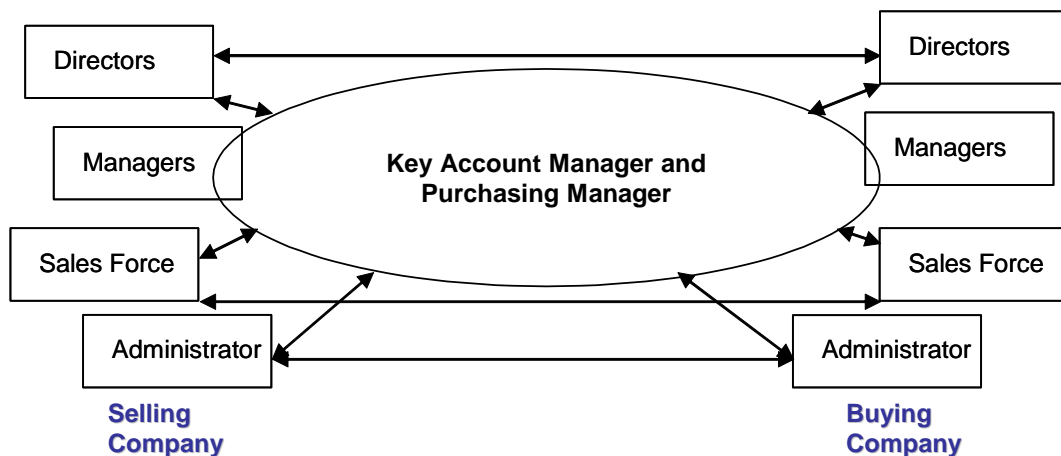 Directors
Directors
Managers
Key Account Manager and
Purchasing Manager
Managers
Sales Force
Sales Force
Administrator
Administrator
Selling
Company
Buying
Company